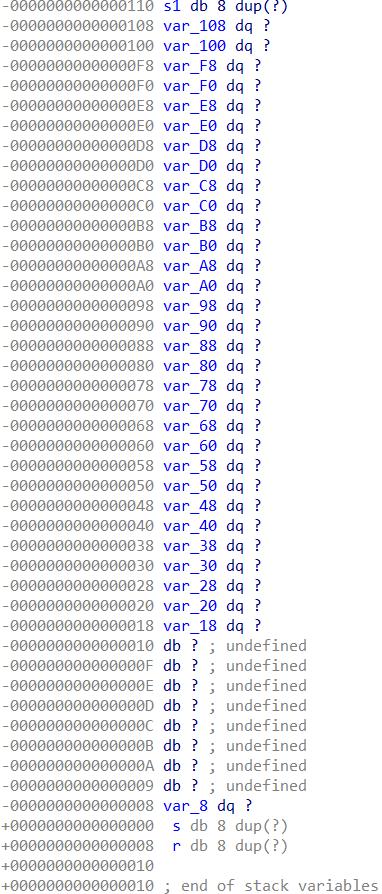 -0000000000000110 s1 db 8 dup(?)
-0000000000000108 var_108 dq ?
-0000000000000100 var_100 dq ?
-00000000000000F8 var_F8 dq ?
-00000000000000F0 var_F0 dq ?
-00000000000000E8 var_E8 dq ?
-00000000000000E0 var_E0 dq ?
-00000000000000D8 var_D8 dq ?
-00000000000000D0 var_D0 dq ?
-00000000000000C8 var_C8 dq ?
-00000000000000C0 var_C0 dq ?
-00000000000000B8 var_B8 dq ?
-00000000000000B0 var_B0 dq ?
-00000000000000A8 var_A8 dq ?
-00000000000000A0 var_A0 dq ?
-0000000000000098 var_98 dq ?
-0000000000000090 var_90 dq ?
-0000000000000088 var_88 dq ?
-0000000000000080 var_80 dq ?
-0000000000000078 var_78 dq ?
-0000000000000070 var_70 dq ?
-0000000000000068 var_68 dq ?
-0000000000000060 var_60 dq ?
-0000000000000058 var_58 dq ?
-0000000000000050 var_50 dq ?
-0000000000000048 var_48 dq ?
-0000000000000040 var_40 dq ?
-0000000000000038 var_38 dq ?
-0000000000000030 var_30 dq ?
-0000000000000028 var_28 dq ?
-0000000000000020 var_20 dq ?
-0000000000000018 var_18 dq ?
-0000000000000010 db ? ; undefined
-000000000000000F db ? ; undefined
-000000000000000E db ? ; undefined
-000000000000000D db ? ; undefined
-000000000000000C db ? ; undefined
-000000000000000B db ? ; undefined
-000000000000000A db ? ; undefined
-0000000000000009 db ? ; undefined
-0000000000000008 var_8 dq ?
+0000000000000000  s db 8 dup(?)
+0000000000000008  r db 8 dup(?)
+0000000000000010
+0000000000000010 ; end of stack variables